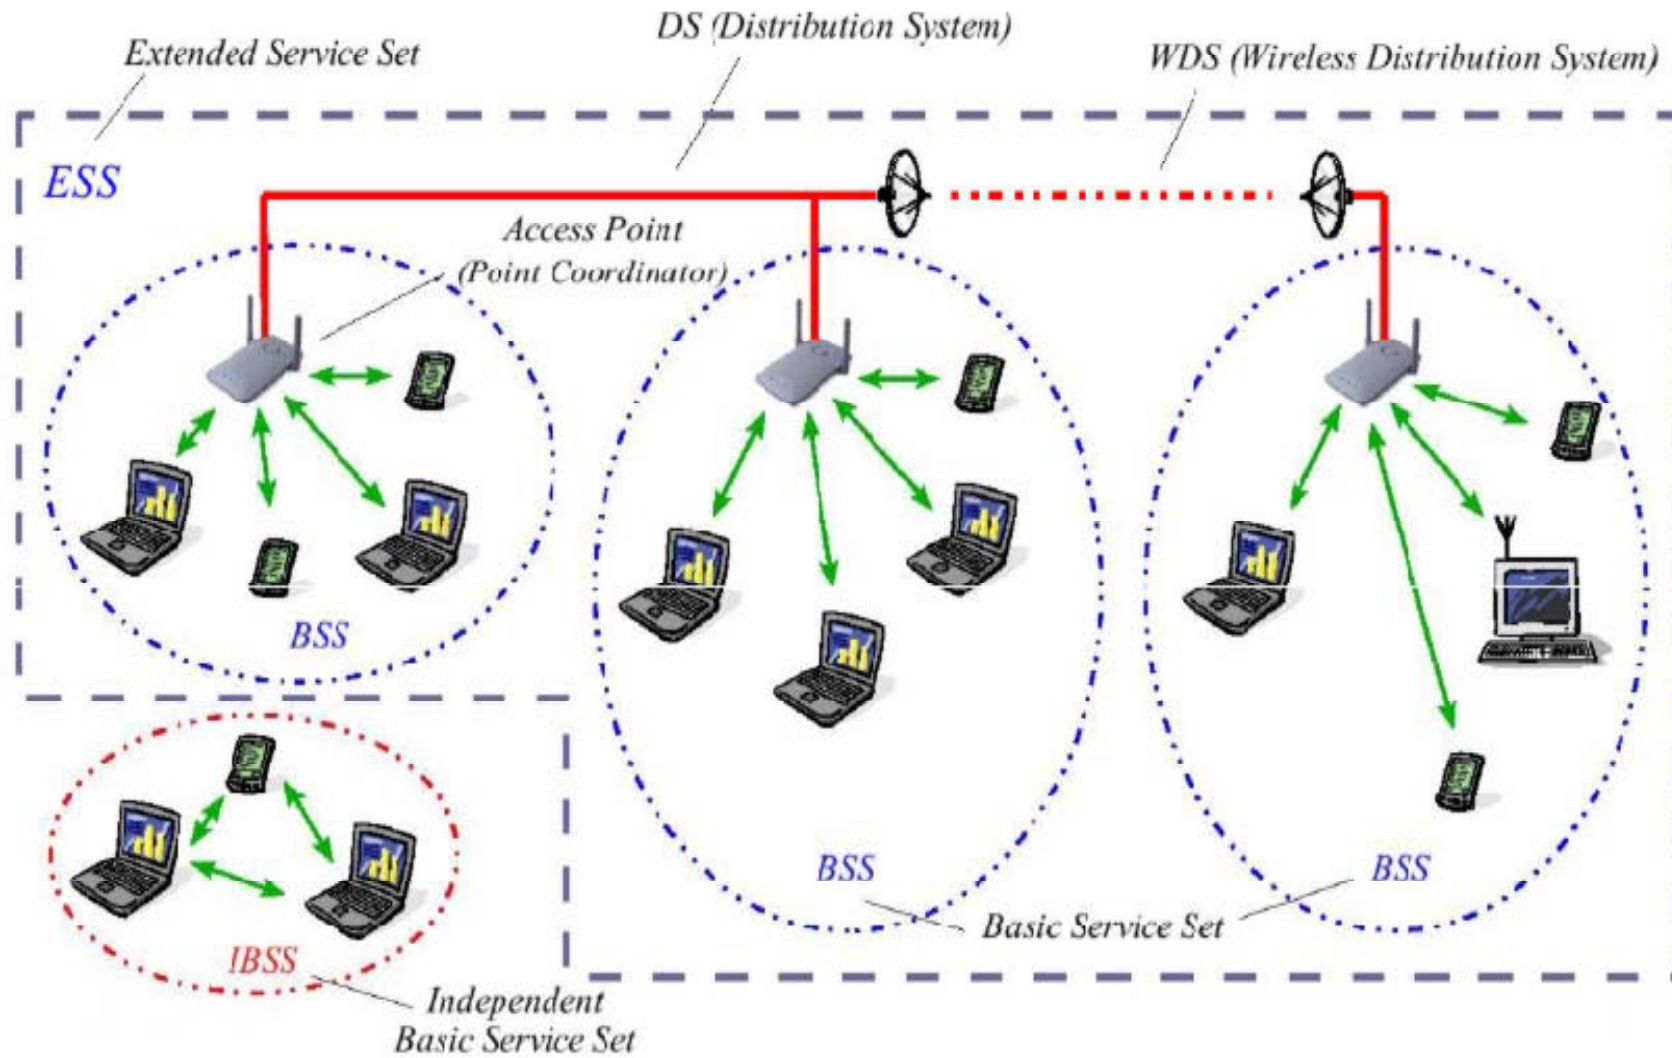 DS (Distribution System)
Extended Service Set
WDS (Wireless Distribution System)
ESS
Access Point
(Point Coordinator)
BSS
BSS
BSS
Basic Service Set
IBSS
Independent
Basic Service Set